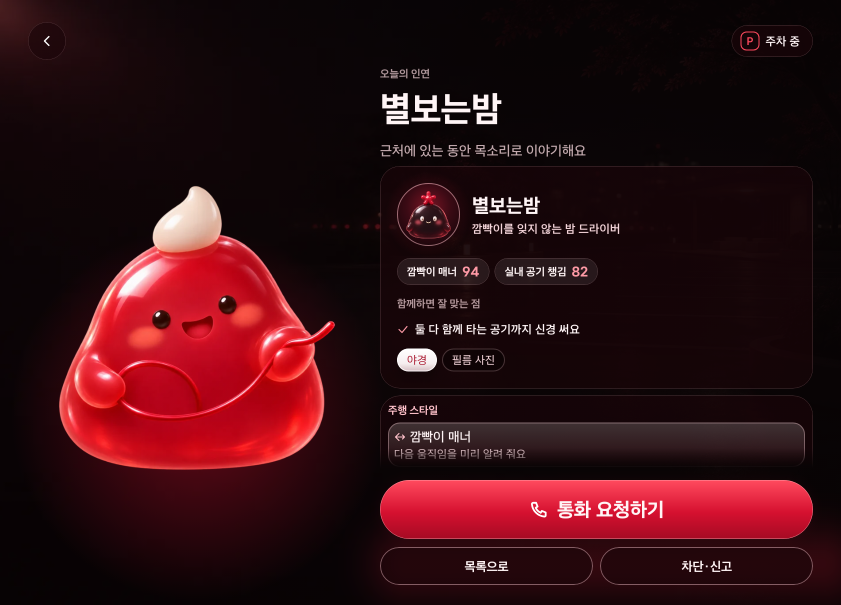 P 주차 중
오늘의 인연
별보는밤
근처에 있는 동안 목소리로 이야기해요
별보는밤
깜빡이를 잊지 않는 밤 드라이버
깜빡이 매너 94 실내 공기 챙김 82
함께하면 잘 맞는 점
둘 다 함께 타는 공기까지 신경 써요
야경 필름 사진
주행 스타일
깜빡이 매너
다음 움직임을 미리 알려 줘요
통화 요청하기
목록으로 차단·신고